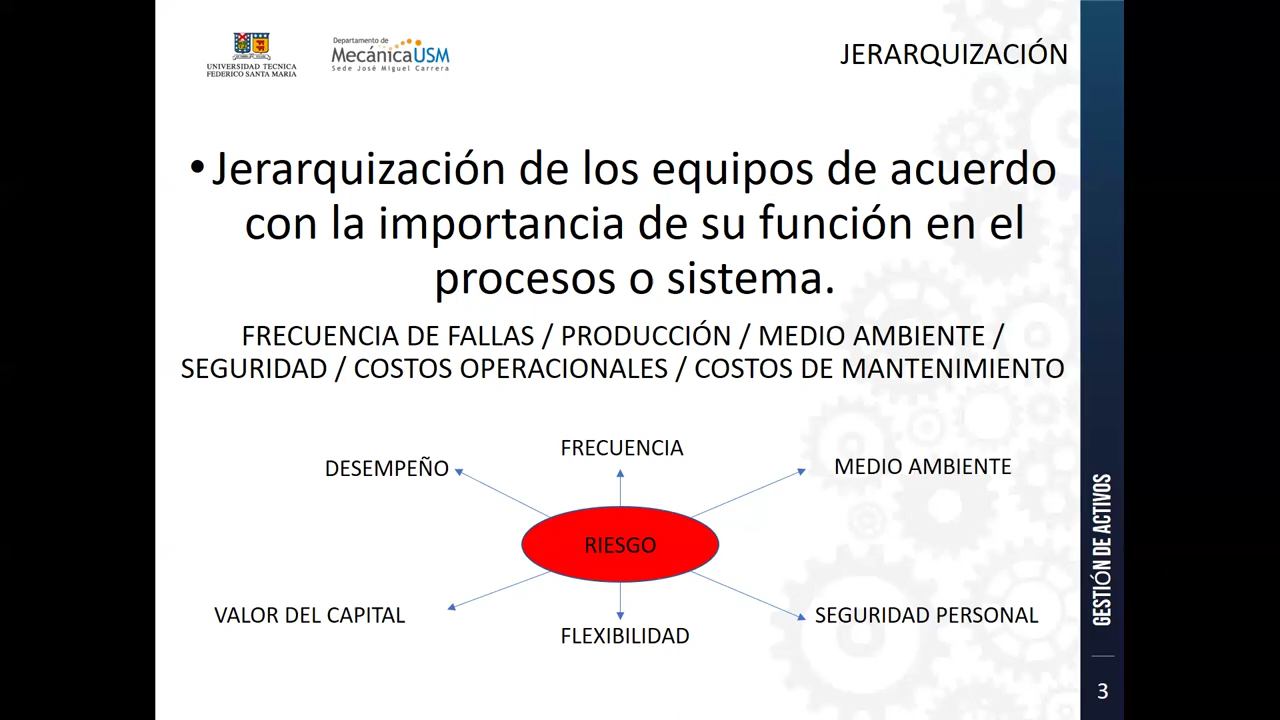 UNIVERSIDAD TECNICA
FEDERICO SANTA MARIA
Departamento de
MecánicaUSM
Sede José Miguel Carrera
JERARQUIZACIÓN
•Jerarquización de los equipos de acuerdo
con la importancia de su función en el
procesos o sistema.
FRECUENCIA DE FALLAS / PRODUCCIÓN / MEDIO AMBIENTE /
SEGURIDAD / COSTOS OPERACIONALES / COSTOS DE MANTENIMIENTO
FRECUENCIA
DESEMPEÑO
MEDIO AMBIENTE
RIESGO
VALOR DEL CAPITAL
SEGURIDAD PERSONAL
FLEXIBILIDAD
GESTIÓN DE ACTIVOS
3